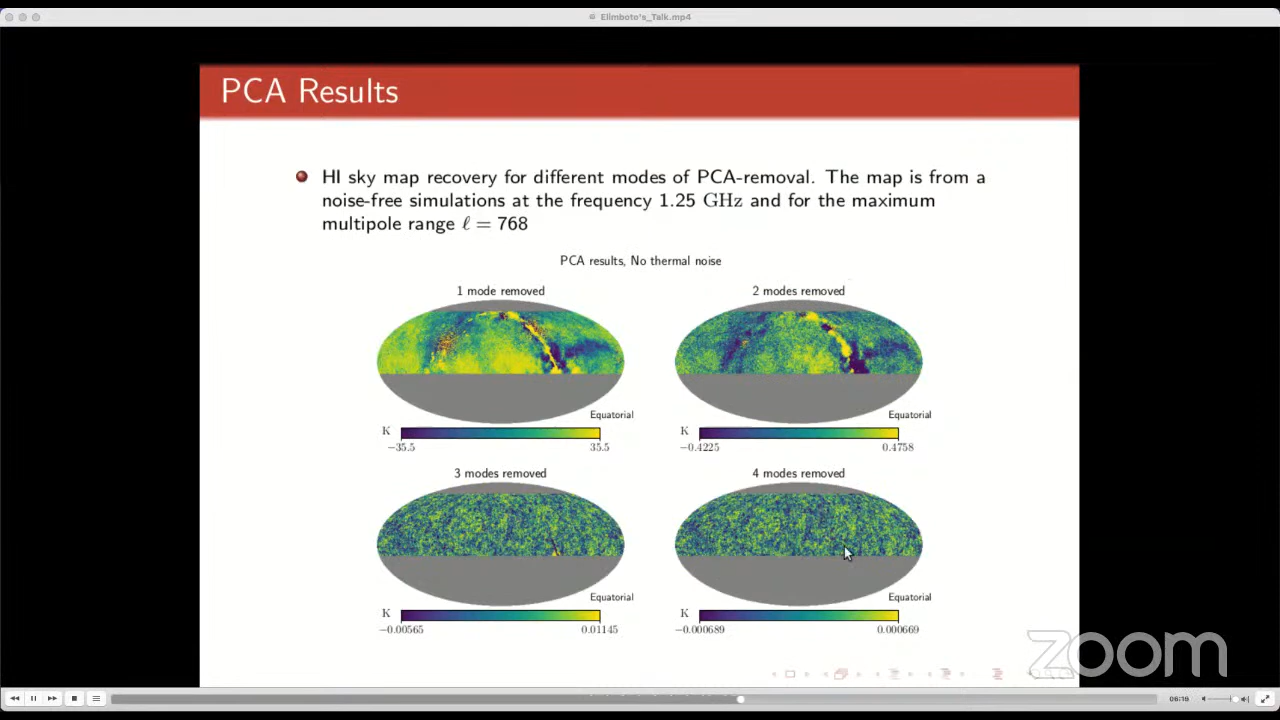 Elimboto's_Talk.mp4
PCA Results
HI sky map recovery for different modes of PCA-removal. The map is from a
noise-free simulations at the frequency 1.25 GHz and for the maximum
multipole range ℓ = 768
PCA results, No thermal noise
1 mode removed
2 modes removed
Equatorial
Equatorial
K
K
−35.5 35.5
−0.4225 0.4758
3 modes removed
4 modes removed
Equatorial
Equatorial
K
K
−0.00565 0.01145
−0.000689 0.000669
zoom
06:16